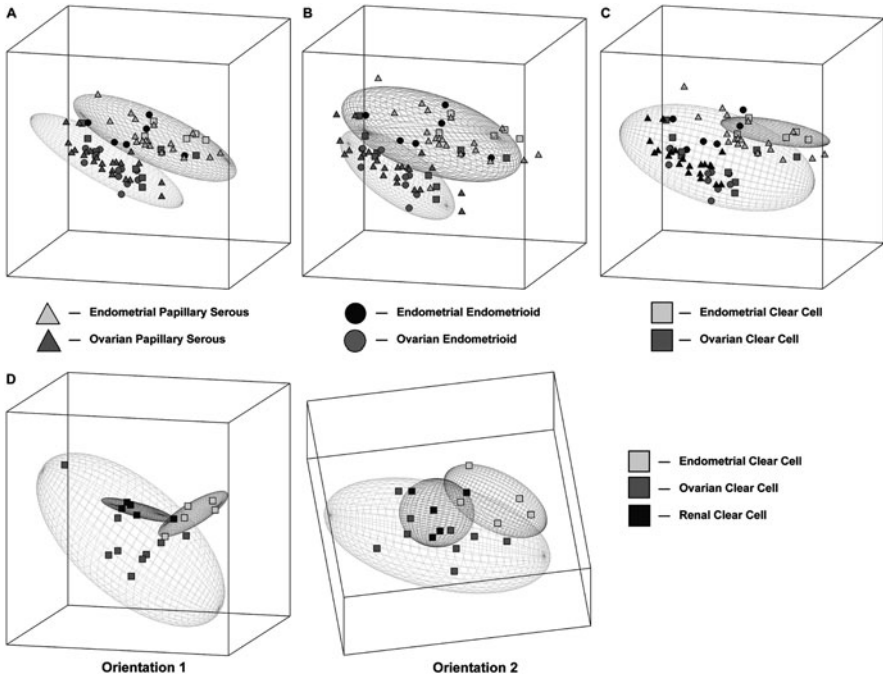 A
B
C
— Endometrial Papillary Serous
— Endometrial Endometrioid
— Endometrial Clear Cell
— Ovarian Papillary Serous
— Ovarian Endometrioid
— Ovarian Clear Cell
D
— Endometrial Clear Cell
— Ovarian Clear Cell
— Renal Clear Cell
Orientation 1
Orientation 2